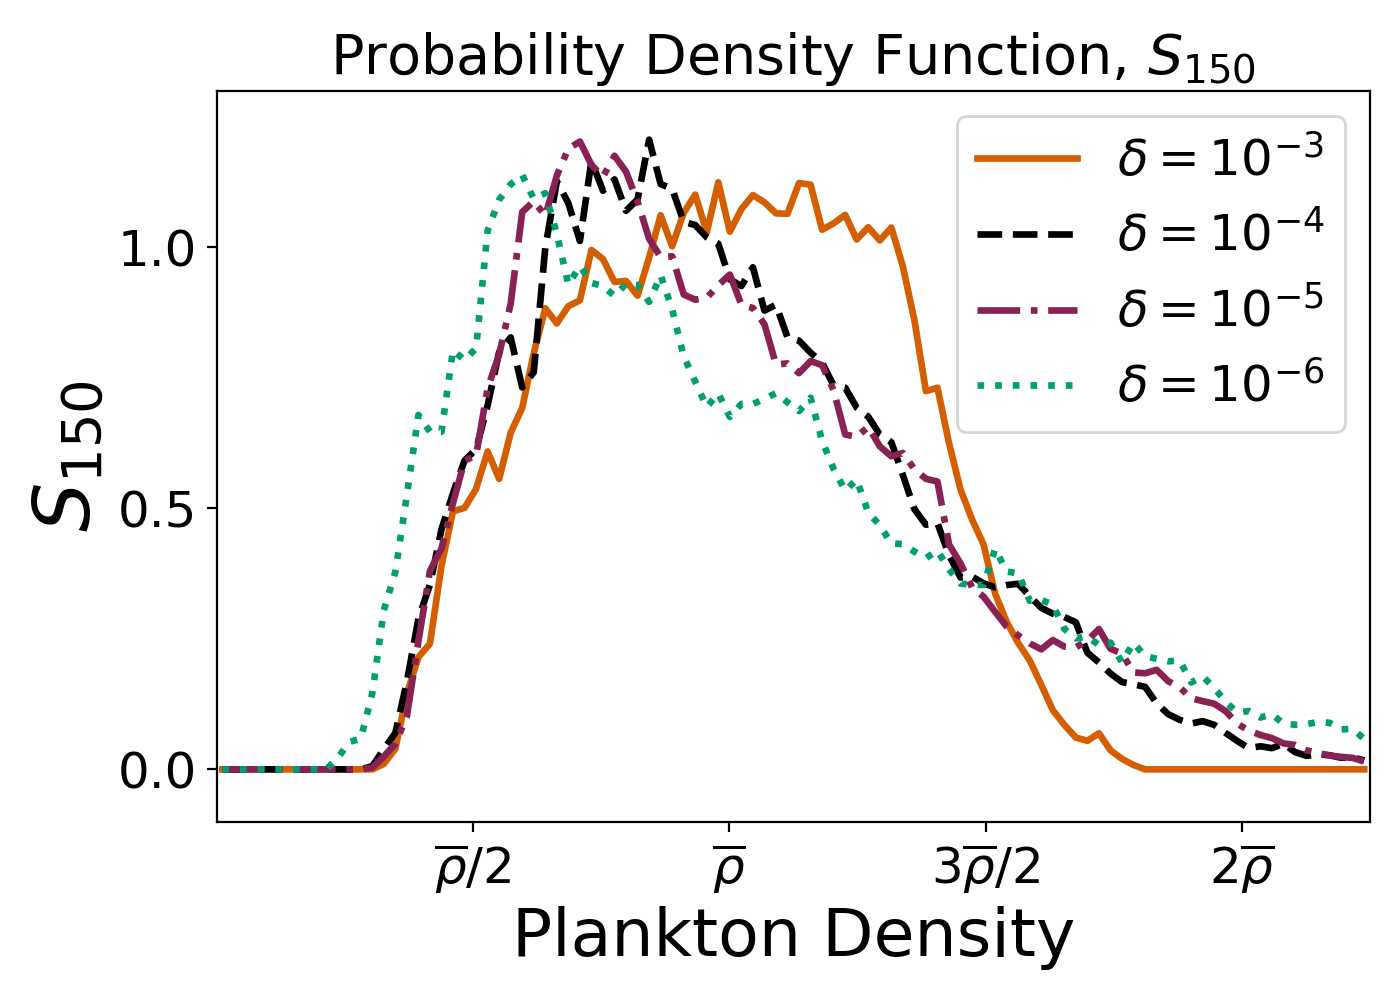 Probability Density Function, S₁₅₀
S₁₅₀
1.0
0.5
0.0
δ = 10⁻³
δ = 10⁻⁴
δ = 10⁻⁵
δ = 10⁻⁶
ρ̅/2
ρ̅
3ρ̅/2
2ρ̅
Plankton Density